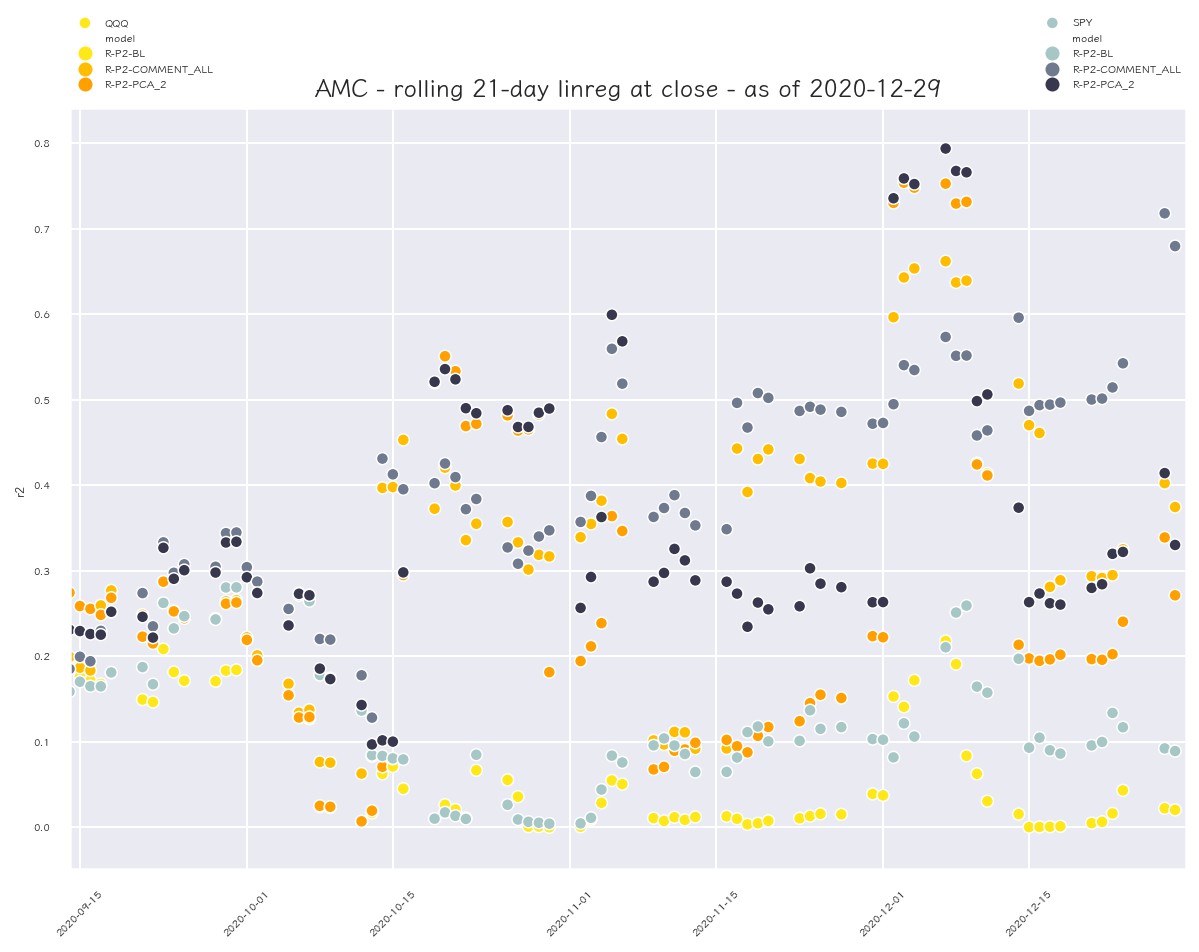 QQQ
model
R-P2-BL
R-P2-COMMENT_ALL
R-P2-PCA_2
SPY
model
R-P2-BL
R-P2-COMMENT_ALL
R-P2-PCA_2
AMC - rolling 21-day linreg at close - as of 2020-12-29
0.8
0.7
0.6
0.5
0.4
0.3
0.2
0.1
0.0
r2
2020-09-15
2020-10-01
2020-10-15
2020-11-01
2020-11-15
2020-12-01
2020-12-15